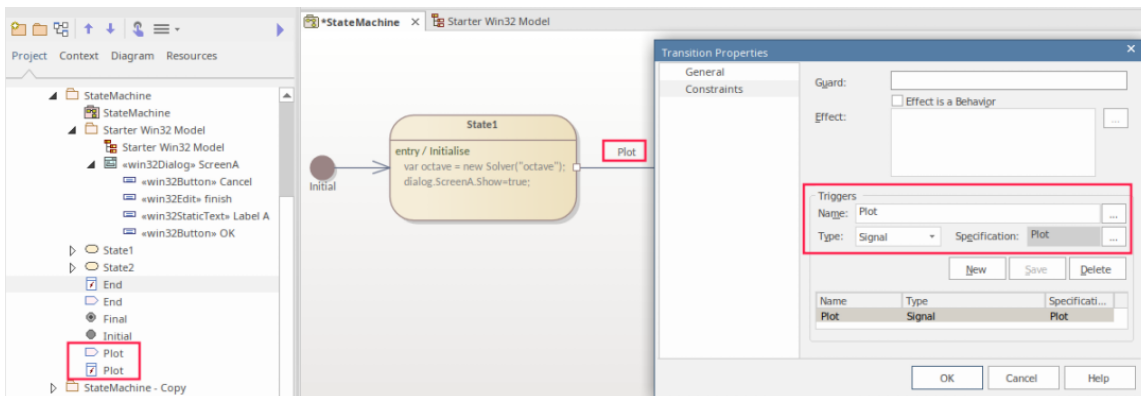 Project Context Diagram Resources
StateMachine
StateMachine
Starter Win32 Model
Starter Win32 Model
«win32Dialog» ScreenA
«win32Button» Cancel
«win32Edit» finish
«win32StaticText» Label A
«win32Button» OK
State1
State2
End
End
Final
Initial
Plot
Plot
StateMachine - Copy
*StateMachine × Starter Win32 Model
State1
entry / Initialise
var octave = new Solver("octave");
dialog.ScreenA.Show=true;
Initial
Plot
Transition Properties
General
Constraints
Guard:
Effect is a Behavior
Effect:
...
Triggers
Name: Plot ...
Type: Signal Specification: Plot ...
New Save Delete
Name Type Specificati...
Plot Signal Plot
OK Cancel Help